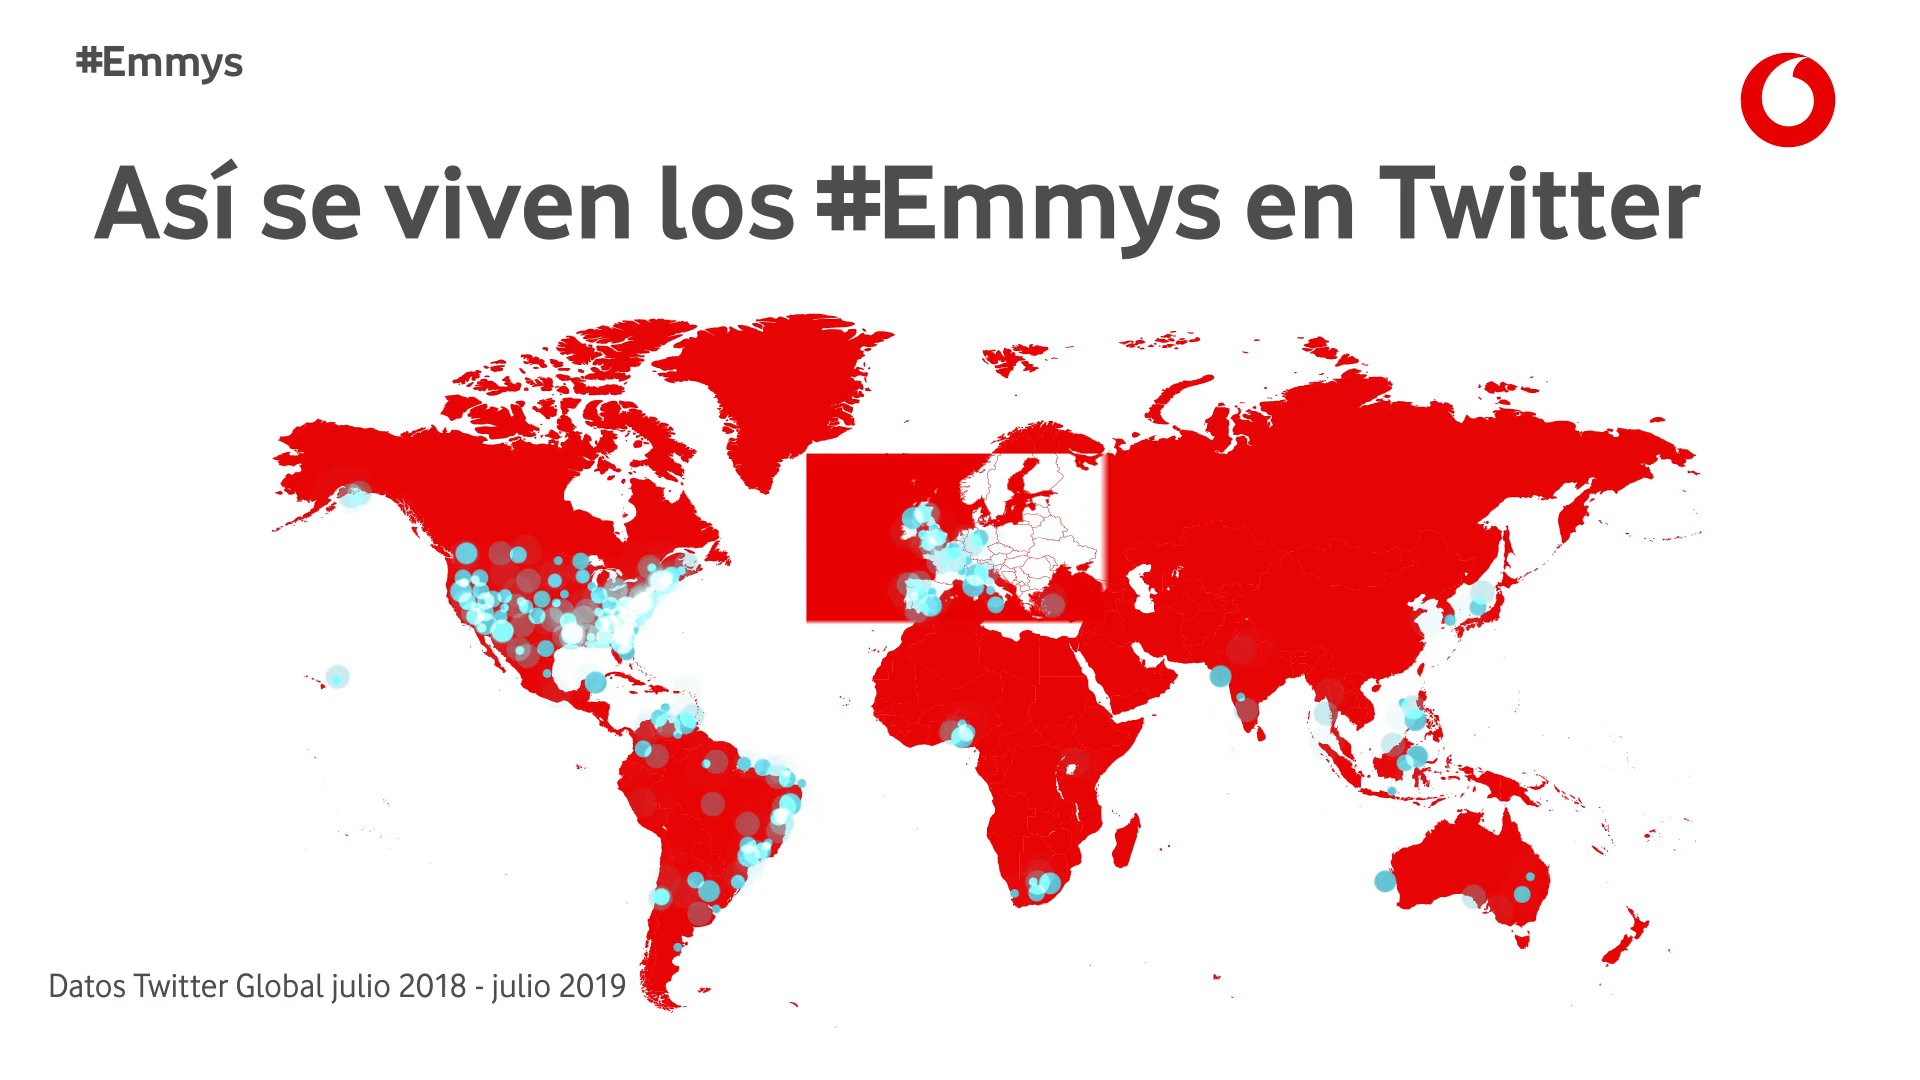 #Emmys
Así se viven los #Emmys en Twitter
Datos Twitter Global julio 2018 - julio 2019